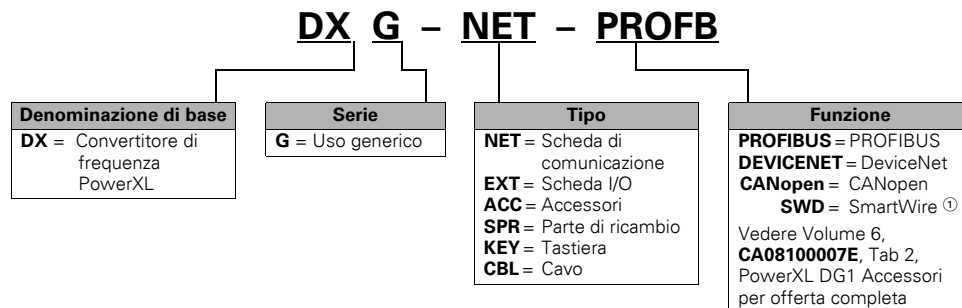 DX G – NET – PROFB
Denominazione di base
DX = Convertitore di
frequenza
PowerXL
Serie
G = Uso generico
Tipo
NET = Scheda di
comunicazione
EXT = Scheda I/O
ACC = Accessori
SPR = Parte di ricambio
KEY = Tastiera
CBL = Cavo
Funzione
PROFIBUS = PROFIBUS
DEVICENET = DeviceNet
CANopen = CANopen
SWD = SmartWire ①
Vedere Volume 6,
CA08100007E, Tab 2,
PowerXL DG1 Accessori
per offerta completa